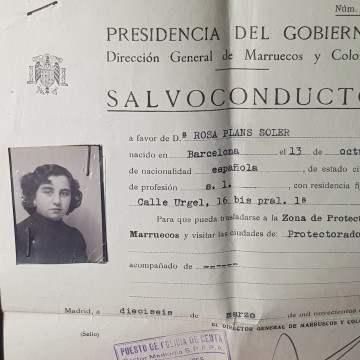 Núm.
PRESIDENCIA DEL GOBIERN
Dirección General de Marruecos y Colo
SALVOCONDUCTO
a favor de D.ª ROSA PLANS SOLER
nacido en Barcelona el 13 de octu
de nacionalidad española, de estado ci
de profesión s. l., con residencia fi
Calle Urgel, 16 bis pral. 1ª
Para que pueda trasladarse a la Zona de Protect
Marruecos y visitar las ciudades de: Protectorado
acompañado de ------
Madrid, a dieciseis de marzo de mil novecientos
(Sello)
EL DIRECTOR GENERAL DE MARRUECOS Y COLO
PUESTO DE POLICIA DE CEUTA